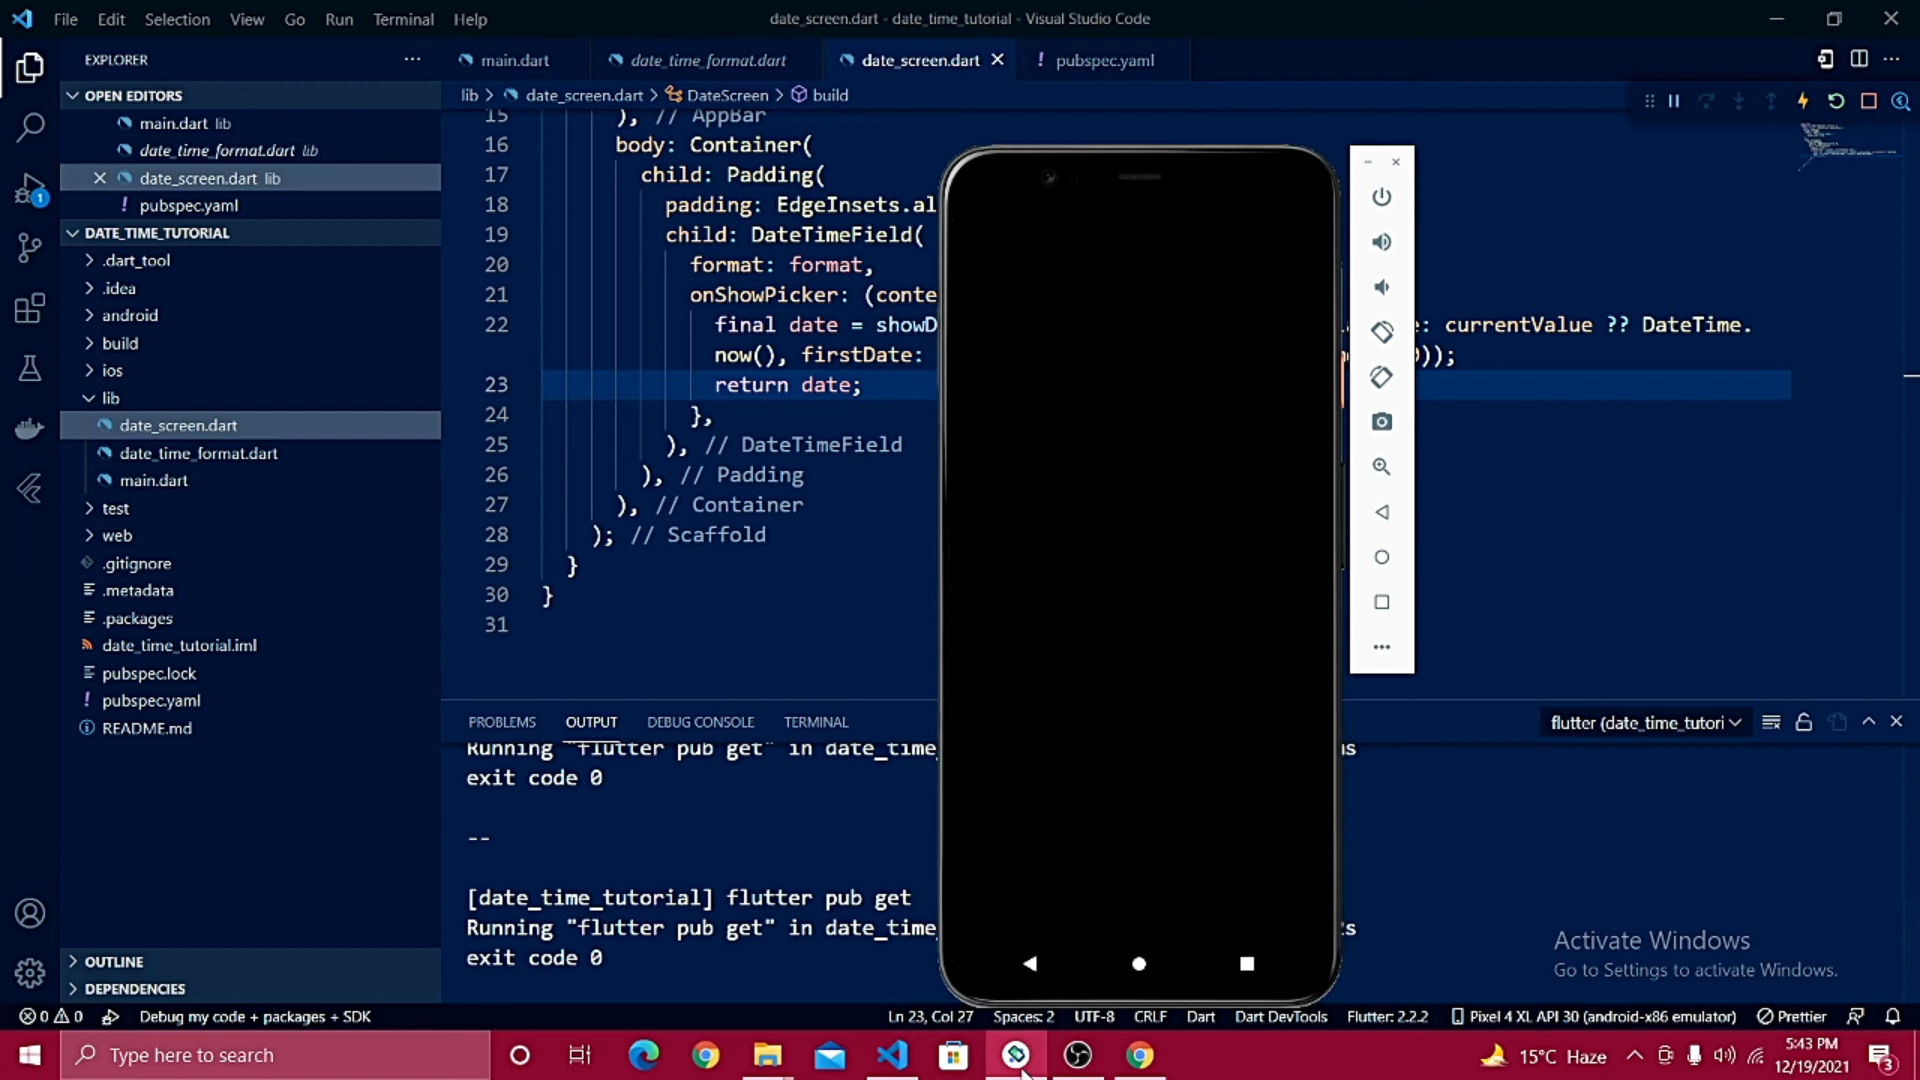 File Edit Selection View Go Run Terminal Help
date_screen.dart - date_time_tutorial - Visual Studio Code
EXPLORER
main.dart
date_time_format.dart
date_screen.dart
! pubspec.yaml
OPEN EDITORS
main.dart lib
date_time_format.dart lib
date_screen.dart lib
! pubspec.yaml
DATE_TIME_TUTORIAL
.dart_tool
.idea
android
build
ios
lib
date_screen.dart
date_time_format.dart
main.dart
test
web
.gitignore
.metadata
.packages
date_time_tutorial.iml
pubspec.lock
! pubspec.yaml
README.md
OUTLINE
DEPENDENCIES
lib > date_screen.dart > DateScreen > build
15 ), // AppBar
16 body: Container(
17 child: Padding(
18 padding: EdgeInsets.al
19 child: DateTimeField(
20 format: format,
21 onShowPicker: (conte
22 final date = showD : currentValue ?? DateTime.
now(), firstDate: ));
23 return date;
24 },
25 ), // DateTimeField
26 ), // Padding
27 ), // Container
28 ); // Scaffold
29 }
30 }
31
PROBLEMS OUTPUT DEBUG CONSOLE TERMINAL
flutter (date_time_tutori
Running "flutter pub get" in date_time_ s
exit code 0
--
[date_time_tutorial] flutter pub get
Running "flutter pub get" in date_time_ s
exit code 0
Activate Windows
Go to Settings to activate Windows.
1
0 0 Debug my code + packages + SDK
Ln 23, Col 27 Spaces: 2 UTF-8 CRLF Dart Dart DevTools Flutter: 2.2.2 Pixel 4 XL API 30 (android-x86 emulator) Prettier
Type here to search
15°C Haze
5:43 PM
12/19/2021
3